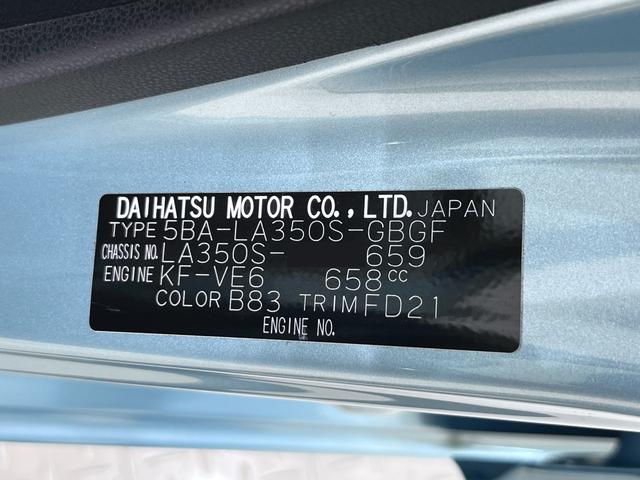 DAIHATSU MOTOR CO., LTD. JAPAN
TYPE 5BA-LA350S-GBGF
CHASSIS NO. LA350S- 659
ENGINE KF-VE6 658cc
COLOR B83 TRIM FD21
ENGINE NO.